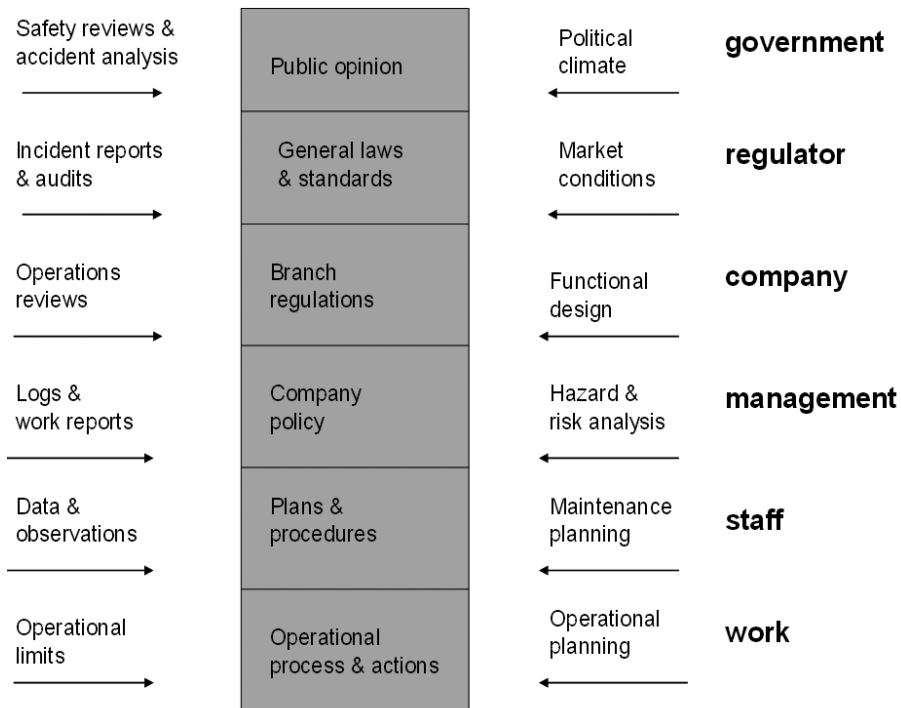 Safety reviews &
accident analysis
Public opinion
Political
climate
government
Incident reports
& audits
General laws
& standards
Market
conditions
regulator
Operations
reviews
Branch
regulations
Functional
design
company
Logs &
work reports
Company
policy
Hazard &
risk analysis
management
Data &
observations
Plans &
procedures
Maintenance
planning
staff
Operational
limits
Operational
process & actions
Operational
planning
work